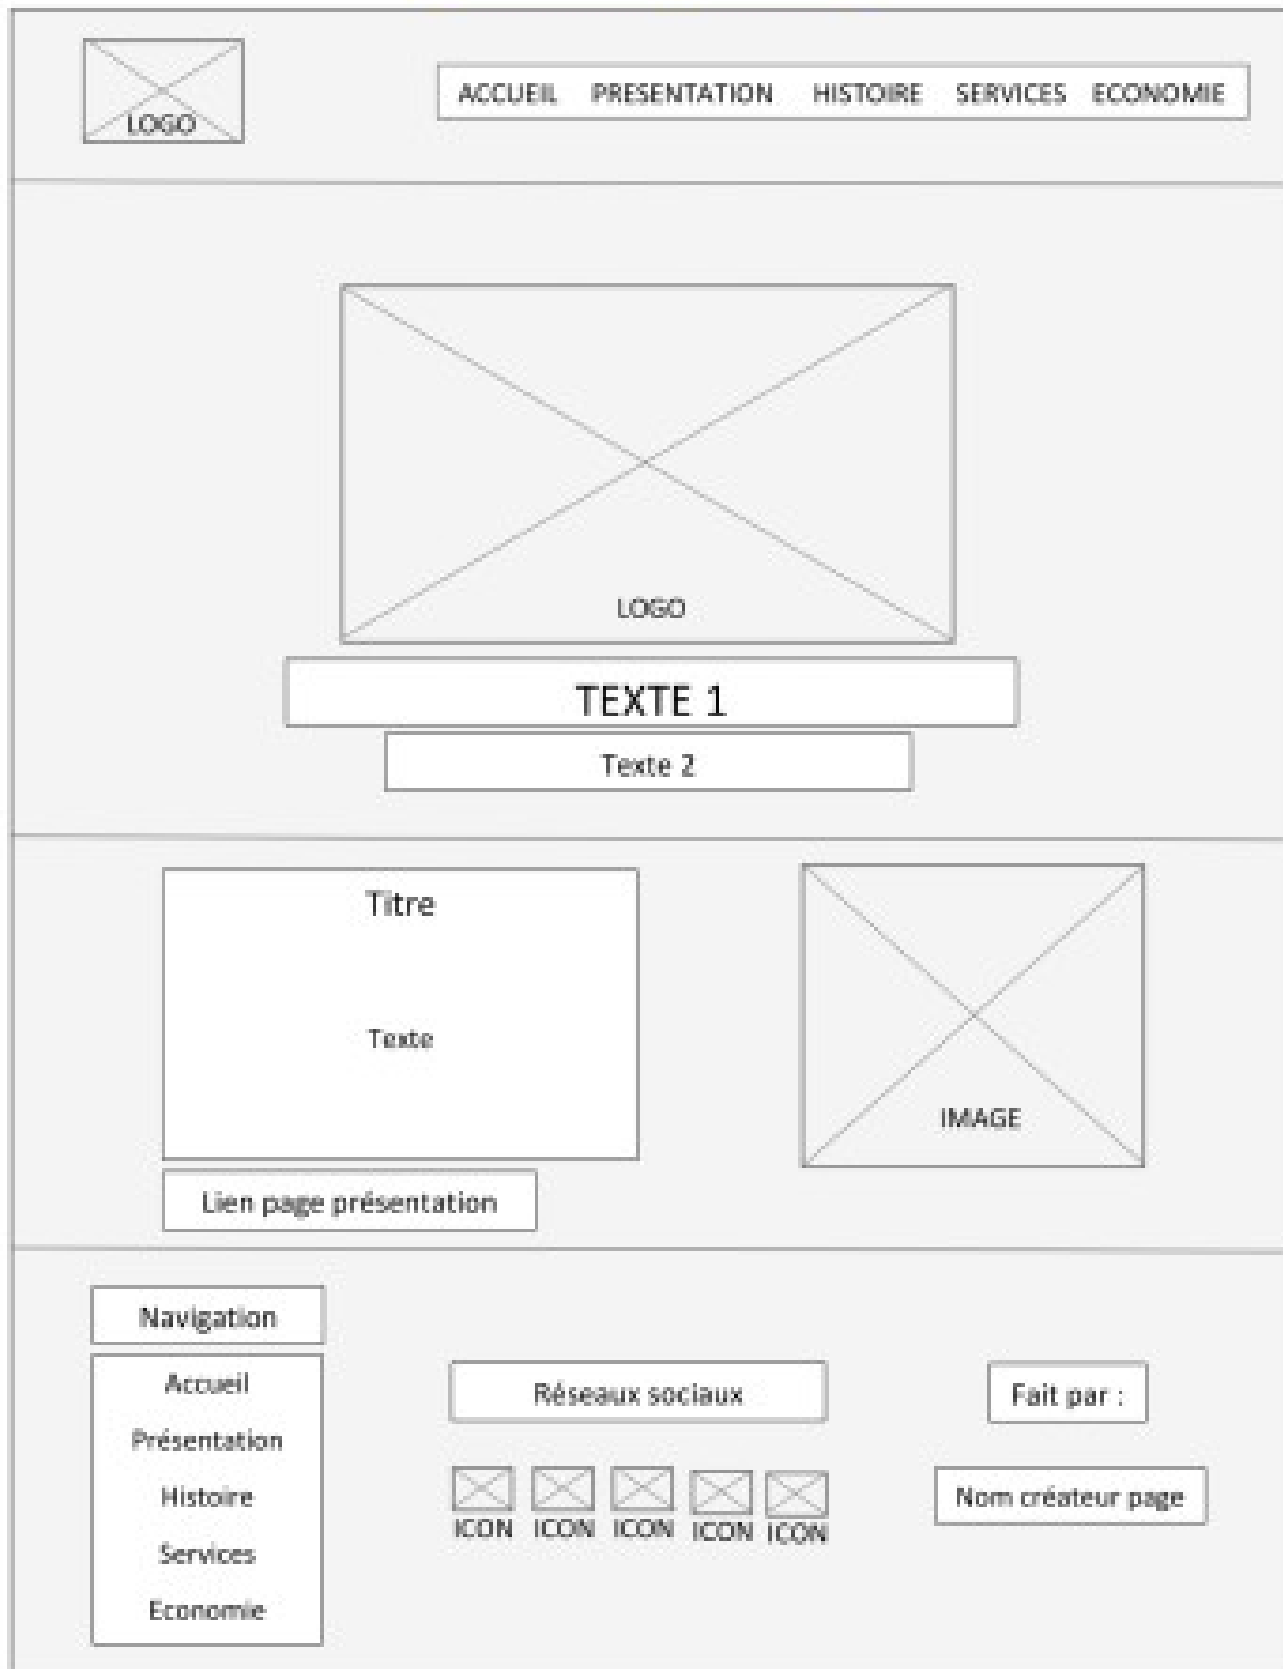 LOGO
ACCUEIL PRESENTATION HISTOIRE SERVICES ECONOMIE
LOGO
TEXTE 1
Texte 2
Titre
Texte
Lien page présentation
IMAGE
Navigation
Accueil
Présentation
Histoire
Services
Economie
Réseaux sociaux
ICON ICON ICON ICON ICON
Fait par :
Nom créateur page